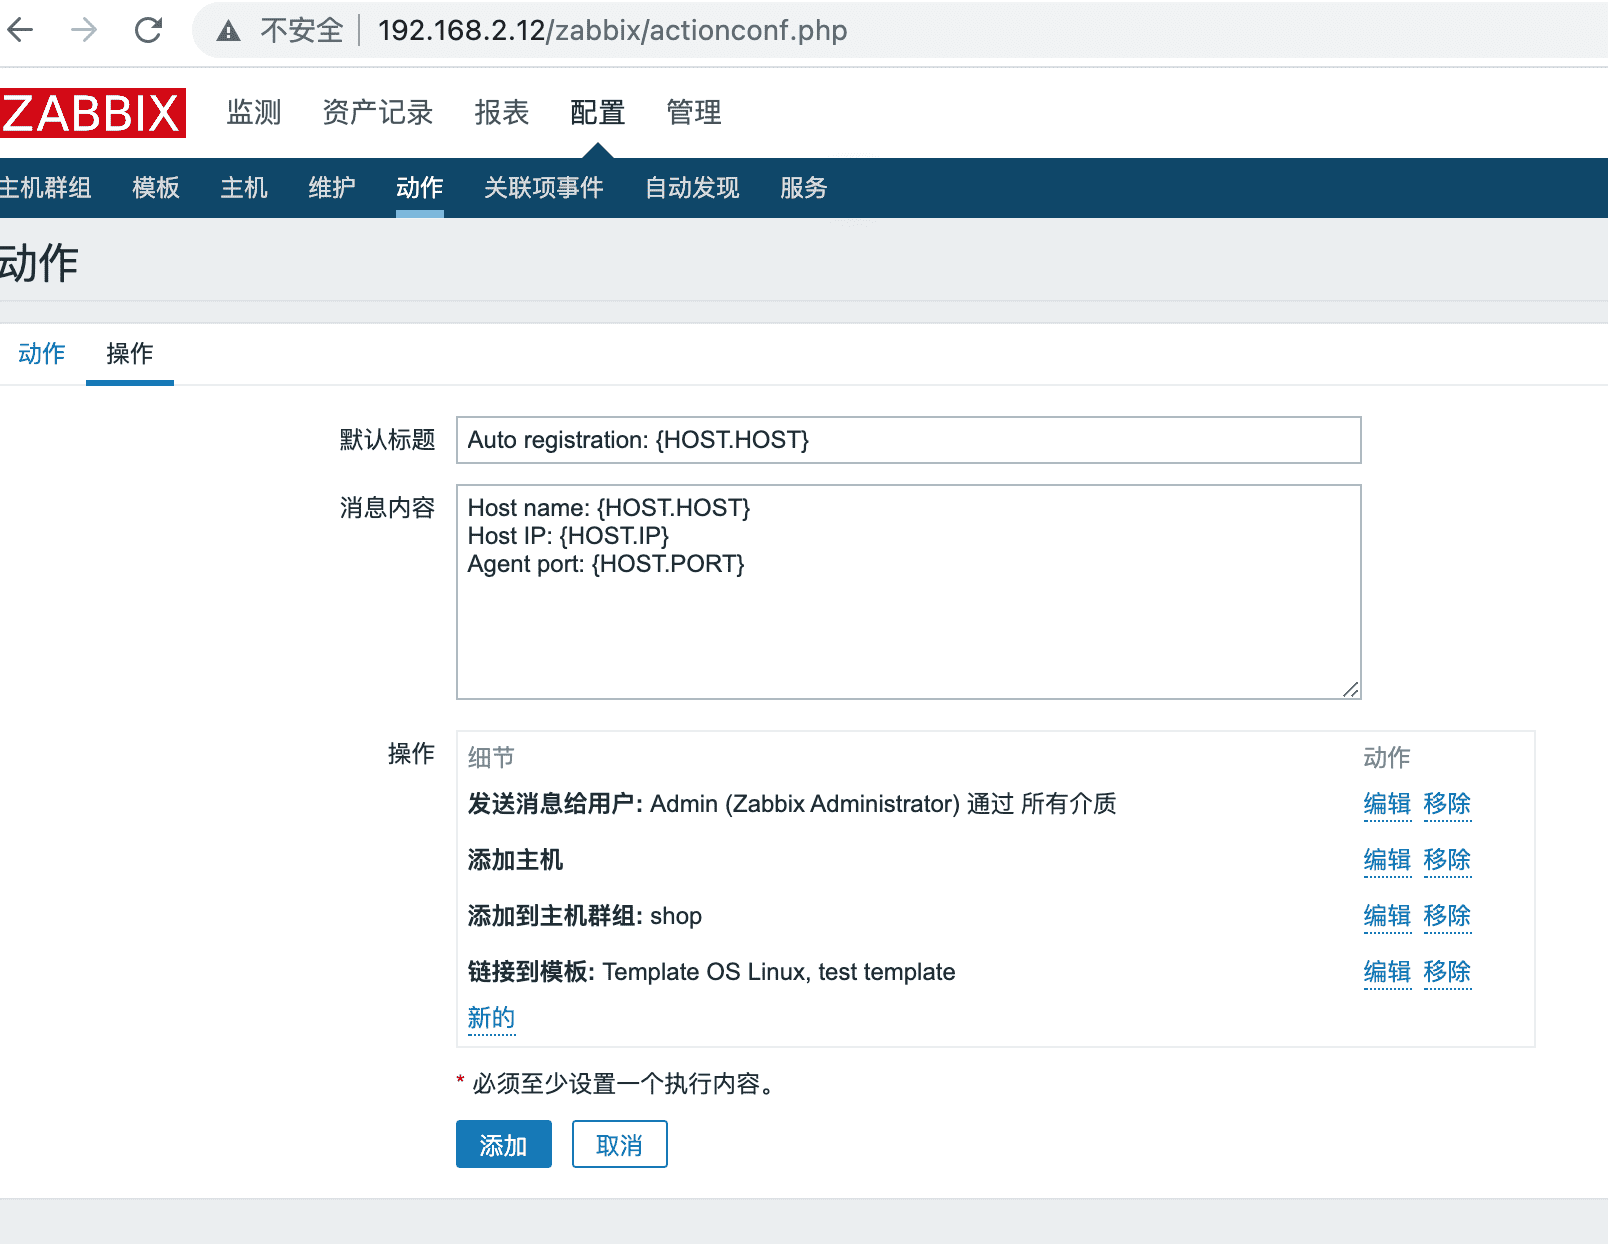 不安全 192.168.2.12/zabbix/actionconf.php
ZABBIX 监测 资产记录 报表 配置 管理
主机群组 模板 主机 维护 动作 关联项事件 自动发现 服务
动作
动作 操作
默认标题 Auto registration: {HOST.HOST}
消息内容 Host name: {HOST.HOST}
Host IP: {HOST.IP}
Agent port: {HOST.PORT}
操作 细节 动作
发送消息给用户: Admin (Zabbix Administrator) 通过 所有介质 编辑 移除
添加主机 编辑 移除
添加到主机群组: shop 编辑 移除
链接到模板: Template OS Linux, test template 编辑 移除
新的
* 必须至少设置一个执行内容。
添加 取消